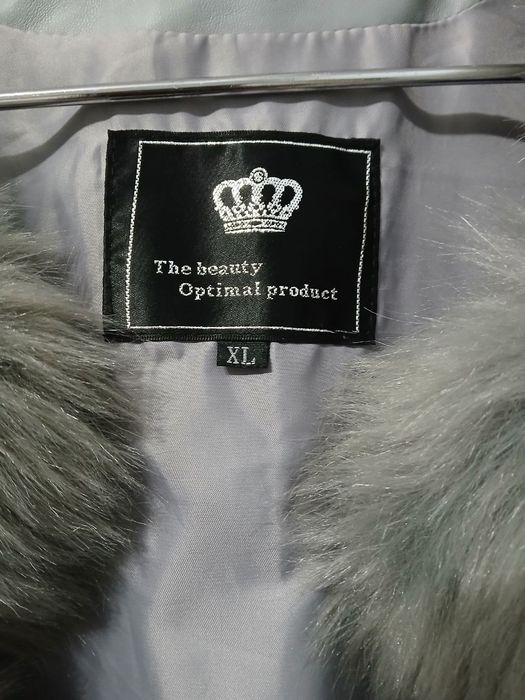 The beauty
Optimal product
XL